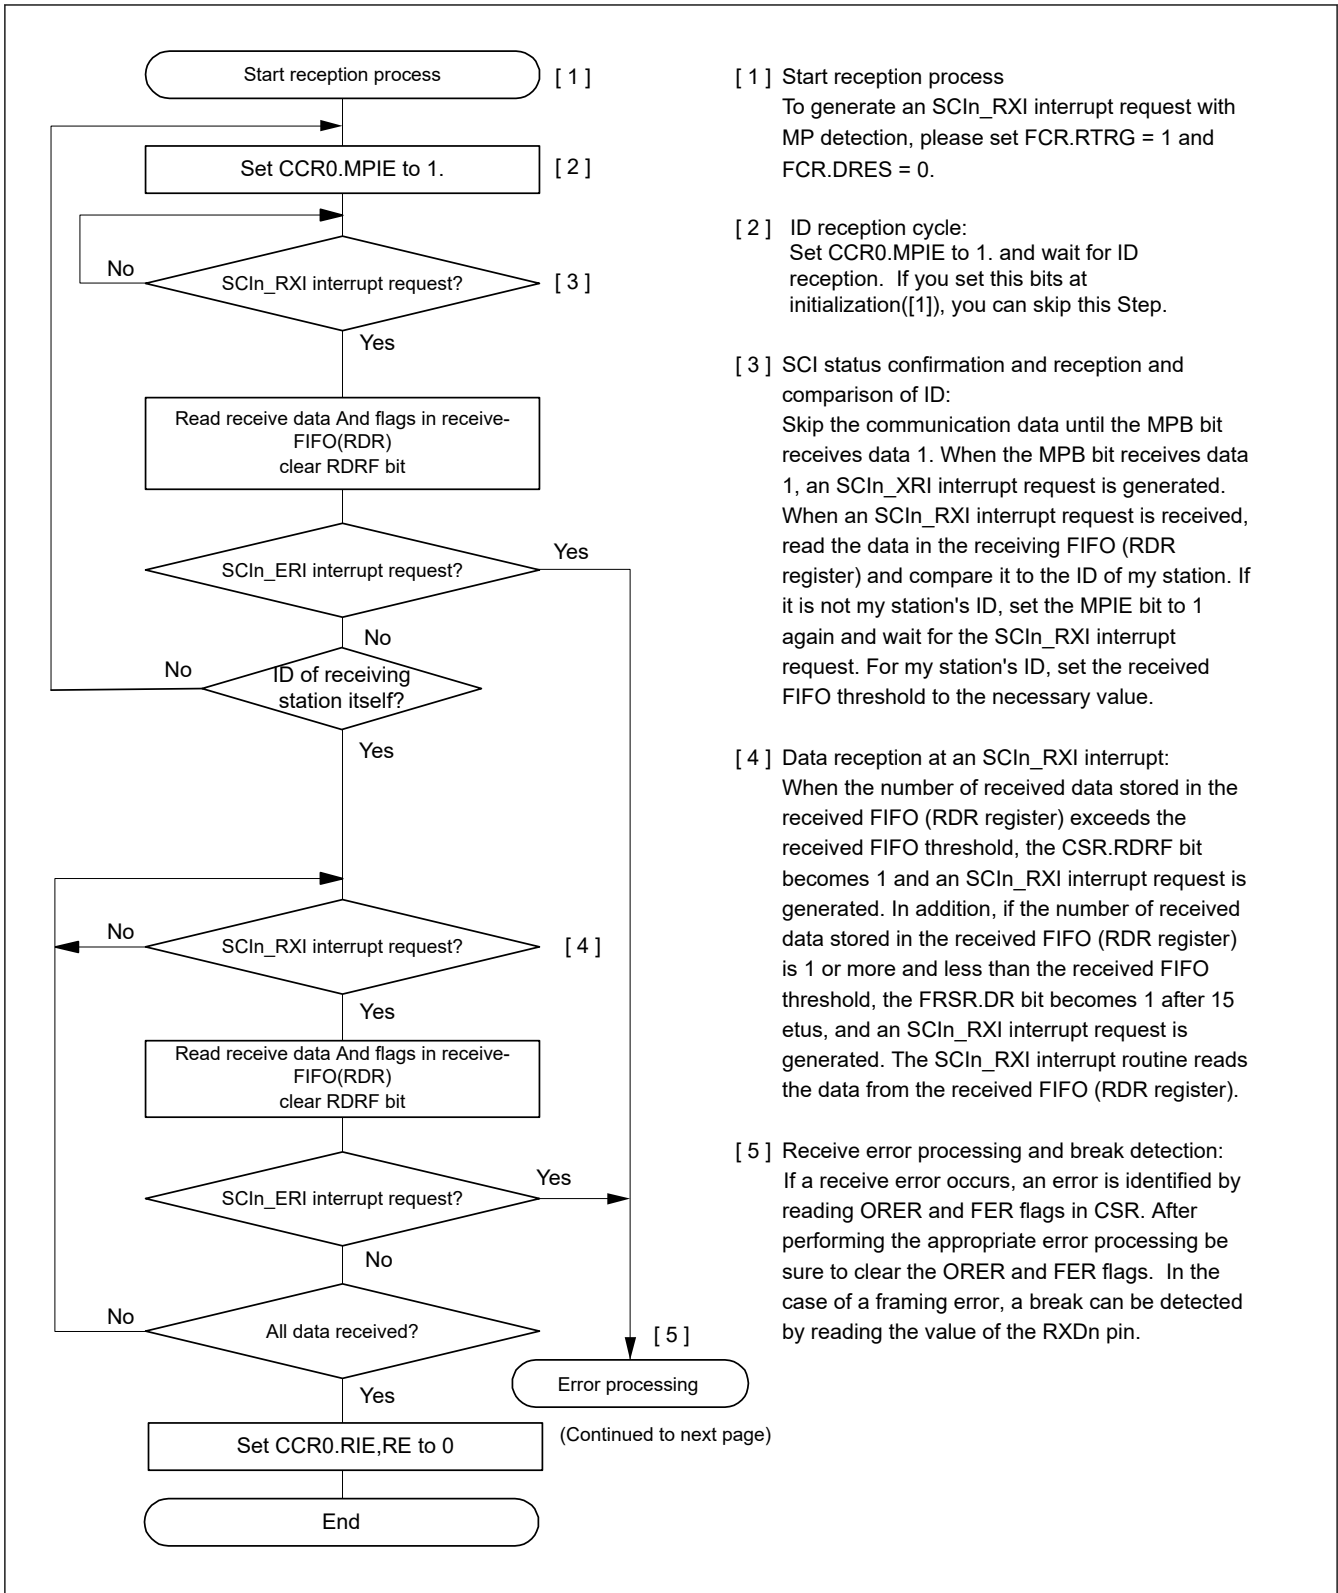 Start reception process
[ 1 ]
Set CCR0.MPIE to 1.
[ 2 ]
No
SCIn_RXI interrupt request?
[ 3 ]
Yes
Read receive data And flags in receive-
FIFO(RDR)
clear RDRF bit
Yes
SCIn_ERI interrupt request?
No
No
ID of receiving
station itself?
Yes
No
SCIn_RXI interrupt request?
[ 4 ]
Yes
Read receive data And flags in receive-
FIFO(RDR)
clear RDRF bit
Yes
SCIn_ERI interrupt request?
No
No
All data received?
[ 5 ]
Error processing
Yes
(Continued to next page)
Set CCR0.RIE,RE to 0
End
[ 1 ] Start reception process
To generate an SCIn_RXI interrupt request with
MP detection, please set FCR.RTRG = 1 and
FCR.DRES = 0.
[ 2 ] ID reception cycle:
Set CCR0.MPIE to 1. and wait for ID
reception. If you set this bits at
initialization([1]), you can skip this Step.
[ 3 ] SCI status confirmation and reception and
comparison of ID:
Skip the communication data until the MPB bit
receives data 1. When the MPB bit receives data
1, an SCIn_XRI interrupt request is generated.
When an SCIn_RXI interrupt request is received,
read the data in the receiving FIFO (RDR
register) and compare it to the ID of my station. If
it is not my station's ID, set the MPIE bit to 1
again and wait for the SCIn_RXI interrupt
request. For my station's ID, set the received
FIFO threshold to the necessary value.
[ 4 ] Data reception at an SCIn_RXI interrupt:
When the number of received data stored in the
received FIFO (RDR register) exceeds the
received FIFO threshold, the CSR.RDRF bit
becomes 1 and an SCIn_RXI interrupt request is
generated. In addition, if the number of received
data stored in the received FIFO (RDR register)
is 1 or more and less than the received FIFO
threshold, the FRSR.DR bit becomes 1 after 15
etus, and an SCIn_RXI interrupt request is
generated. The SCIn_RXI interrupt routine reads
the data from the received FIFO (RDR register).
[ 5 ] Receive error processing and break detection:
If a receive error occurs, an error is identified by
reading ORER and FER flags in CSR. After
performing the appropriate error processing be
sure to clear the ORER and FER flags. In the
case of a framing error, a break can be detected
by reading the value of the RXDn pin.